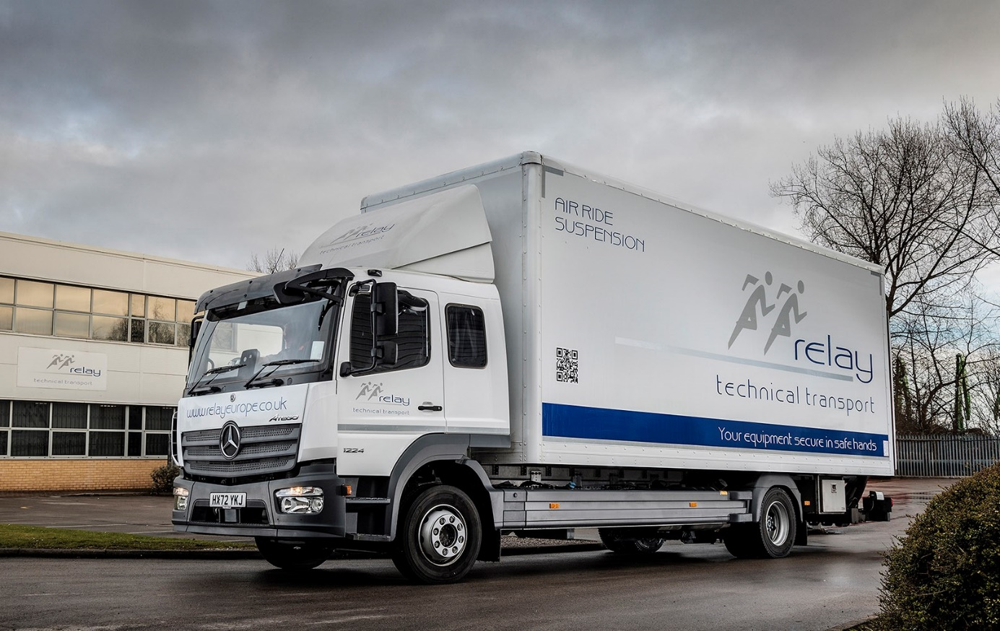 relay
technical transport
AIR RIDE
SUSPENSION
relay
technical transport
Your equipment secure in safe hands
relay
technical transport
relay
technical transport
www.relayeurope.co.uk
ATEGO
1224
HX72 YKJ